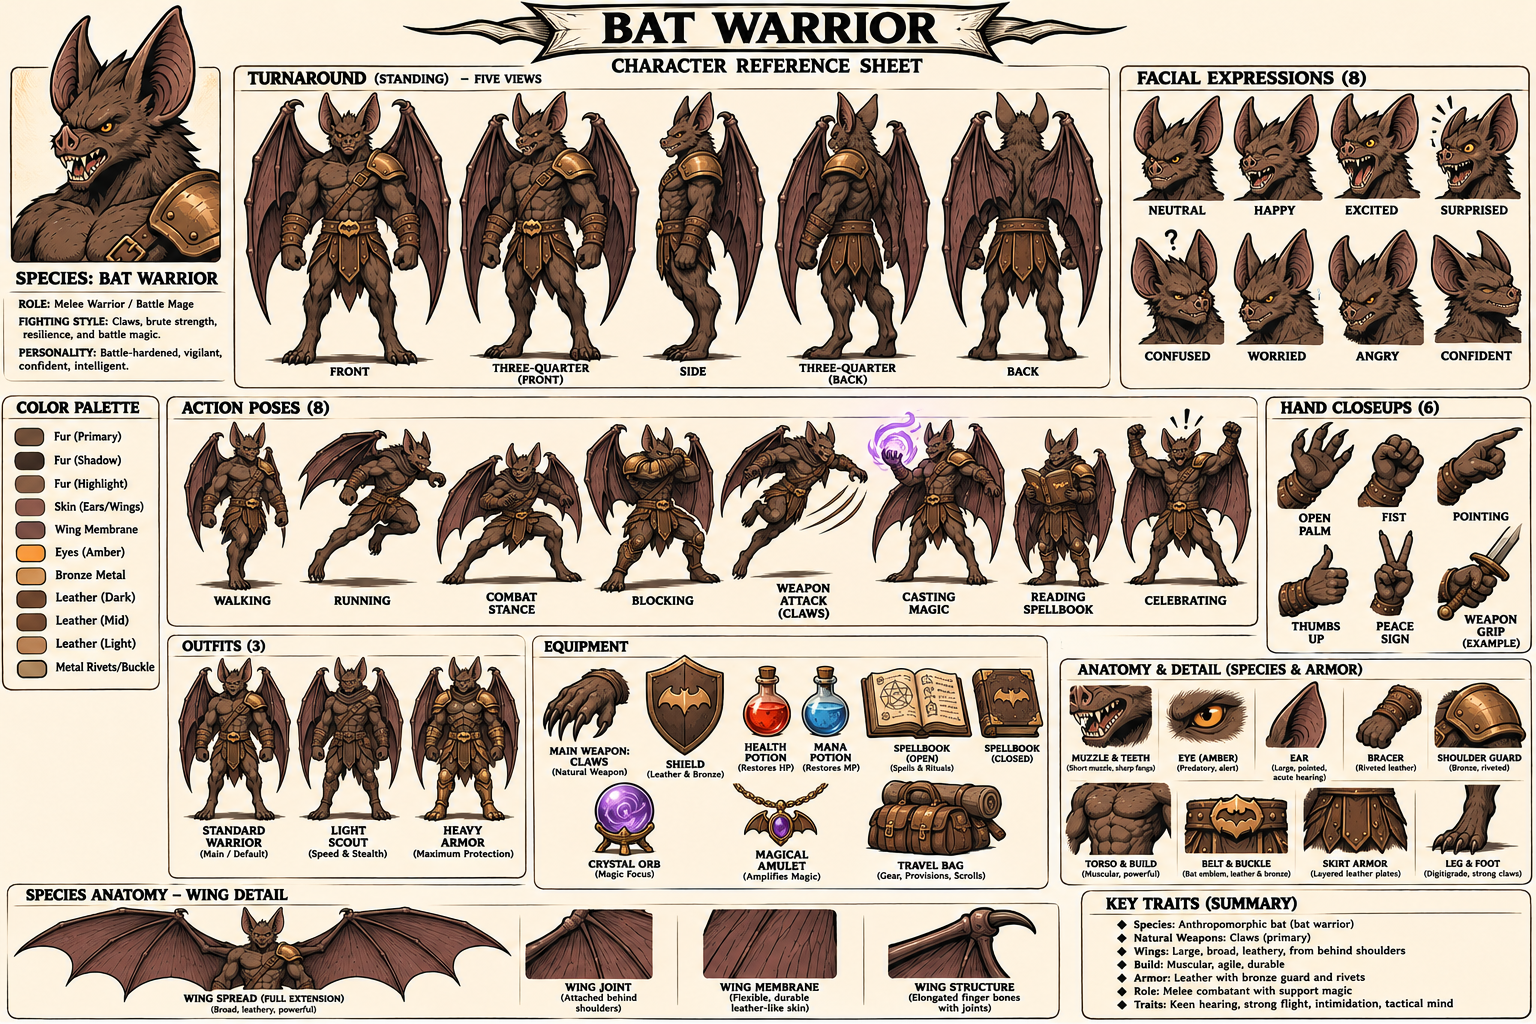 BAT WARRIOR
CHARACTER REFERENCE SHEET
SPECIES: BAT WARRIOR
ROLE: Melee Warrior / Battle Mage
FIGHTING STYLE: Claws, brute strength,
resilience, and battle magic.
PERSONALITY: Battle-hardened, vigilant,
confident, intelligent.
TURNAROUND (STANDING) – FIVE VIEWS
FRONT
THREE-QUARTER
(FRONT)
SIDE
THREE-QUARTER
(BACK)
BACK
FACIAL EXPRESSIONS (8)
NEUTRAL
HAPPY
EXCITED
SURPRISED
?
CONFUSED
WORRIED
ANGRY
CONFIDENT
COLOR PALETTE
Fur (Primary)
Fur (Shadow)
Fur (Highlight)
Skin (Ears/Wings)
Wing Membrane
Eyes (Amber)
Bronze Metal
Leather (Dark)
Leather (Mid)
Leather (Light)
Metal Rivets/Buckle
ACTION POSES (8)
WALKING
RUNNING
COMBAT
STANCE
BLOCKING
WEAPON
ATTACK
(CLAWS)
CASTING
MAGIC
READING
SPELLBOOK
!
CELEBRATING
HAND CLOSEUPS (6)
OPEN
PALM
FIST
POINTING
THUMBS
UP
PEACE
SIGN
WEAPON
GRIP
(EXAMPLE)
OUTFITS (3)
STANDARD
WARRIOR
(Main / Default)
LIGHT
SCOUT
(Speed & Stealth)
HEAVY
ARMOR
(Maximum Protection)
EQUIPMENT
MAIN WEAPON:
CLAWS
(Natural Weapon)
SHIELD
(Leather & Bronze)
HEALTH
POTION
(Restores HP)
MANA
POTION
(Restores MP)
SPELLBOOK
(OPEN)
(Spells & Rituals)
SPELLBOOK
(CLOSED)
CRYSTAL ORB
(Magic Focus)
MAGICAL
AMULET
(Amplifies Magic)
TRAVEL BAG
(Gear, Provisions, Scrolls)
ANATOMY & DETAIL (SPECIES & ARMOR)
MUZZLE & TEETH
(Short muzzle, sharp fangs)
EYE (AMBER)
(Predatory, alert)
EAR
(Large, pointed,
acute hearing)
BRACER
(Riveted leather)
SHOULDER GUARD
(Bronze, riveted)
TORSO & BUILD
(Muscular, powerful)
BELT & BUCKLE
(Bat emblem, leather & bronze)
SKIRT ARMOR
(Layered leather plates)
LEG & FOOT
(Digitigrade, strong claws)
SPECIES ANATOMY – WING DETAIL
WING SPREAD (FULL EXTENSION)
(Broad, leathery, powerful)
WING JOINT
(Attached behind
shoulders)
WING MEMBRANE
(Flexible, durable
leather-like skin)
WING STRUCTURE
(Elongated finger bones
with joints)
KEY TRAITS (SUMMARY)
◆ Species: Anthropomorphic bat (bat warrior)
◆ Natural Weapons: Claws (primary)
◆ Wings: Large, broad, leathery, from behind shoulders
◆ Build: Muscular, agile, durable
◆ Armor: Leather with bronze guard and rivets
◆ Role: Melee combatant with support magic
◆ Traits: Keen hearing, strong flight, intimidation, tactical mind